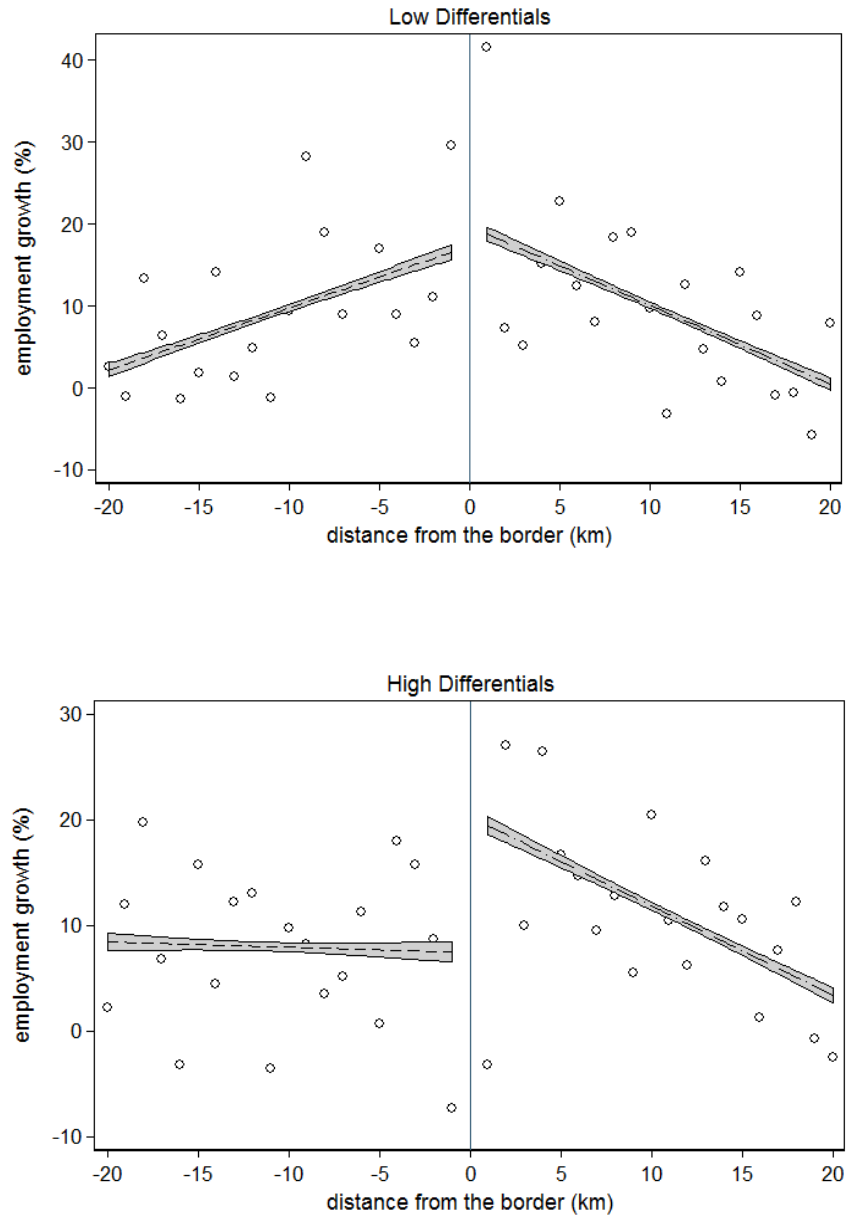 Low Differentials
employment growth (%)
40
30
20
10
0
-10
-20 -15 -10 -5 0 5 10 15 20
distance from the border (km)
High Differentials
employment growth (%)
30
20
10
0
-10
-20 -15 -10 -5 0 5 10 15 20
distance from the border (km)